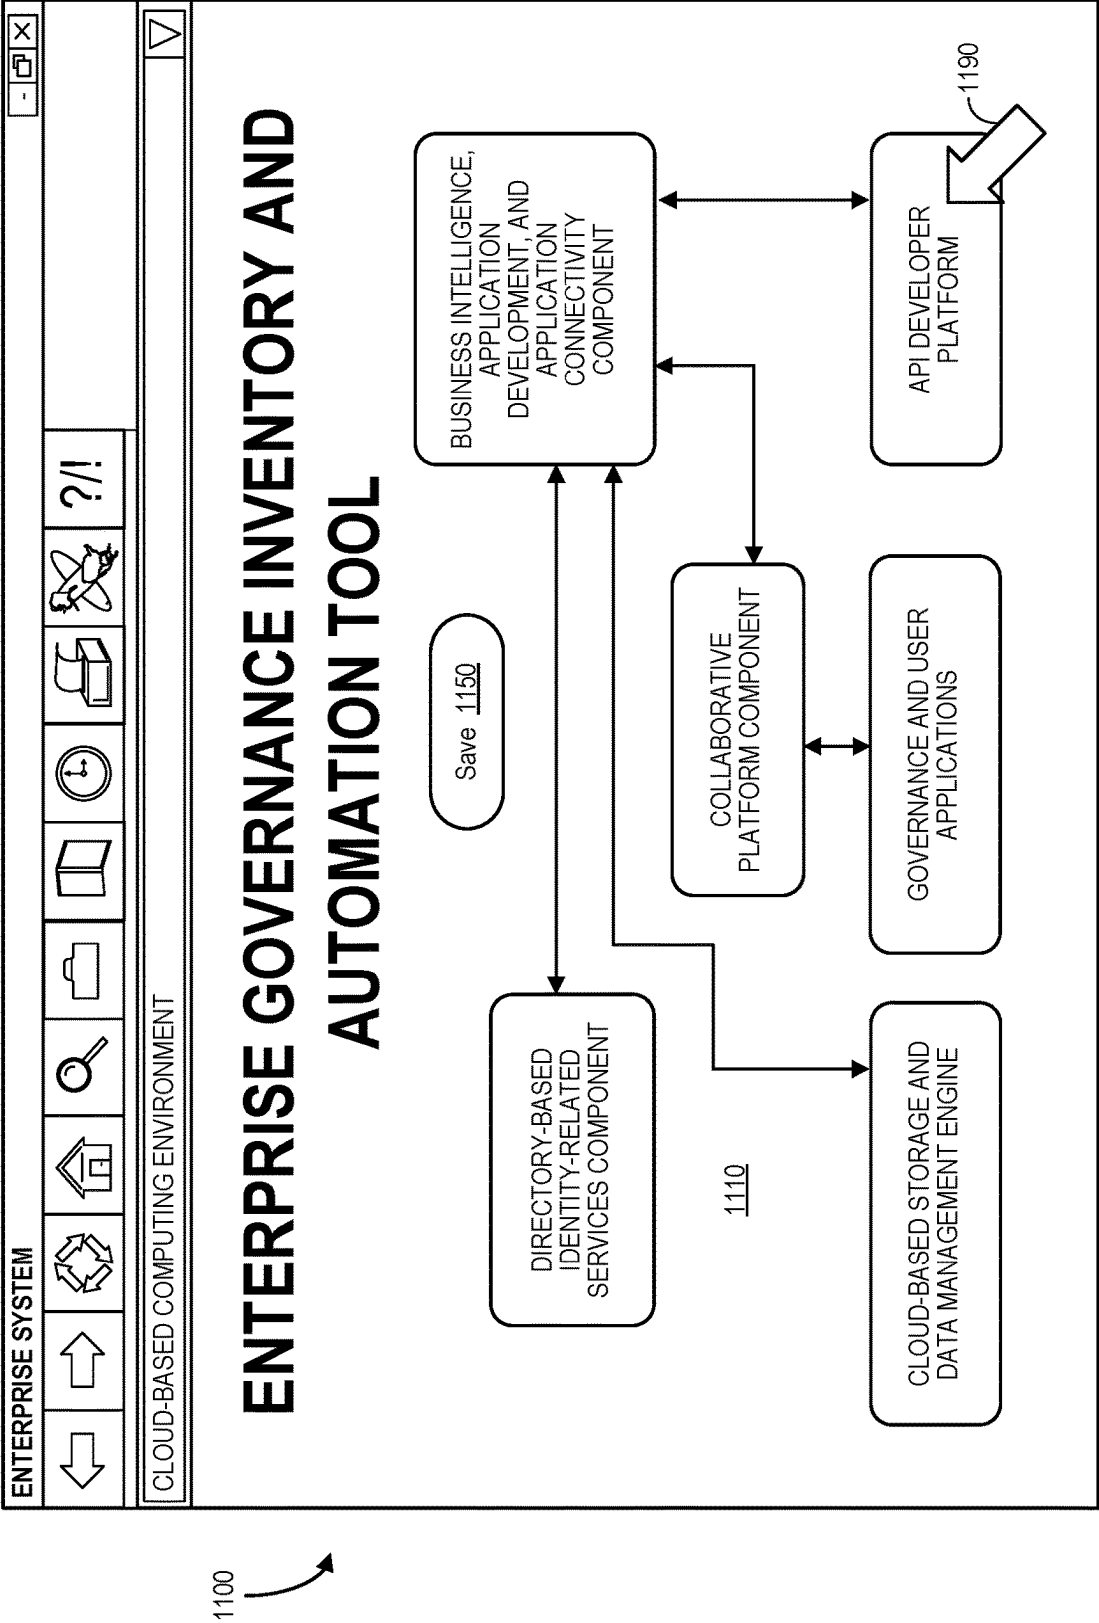 ENTERPRISE SYSTEM
- X
?/!
CLOUD-BASED COMPUTING ENVIRONMENT
ENTERPRISE GOVERNANCE INVENTORY AND
AUTOMATION TOOL
Save 1150
DIRECTORY-BASED
IDENTITY-RELATED
SERVICES COMPONENT
BUSINESS INTELLIGENCE,
APPLICATION
DEVELOPMENT, AND
APPLICATION
CONNECTIVITY
COMPONENT
COLLABORATIVE
PLATFORM COMPONENT
1110
CLOUD-BASED STORAGE AND
DATA MANAGEMENT ENGINE
GOVERNANCE AND USER
APPLICATIONS
API DEVELOPER
PLATFORM
1190
1100